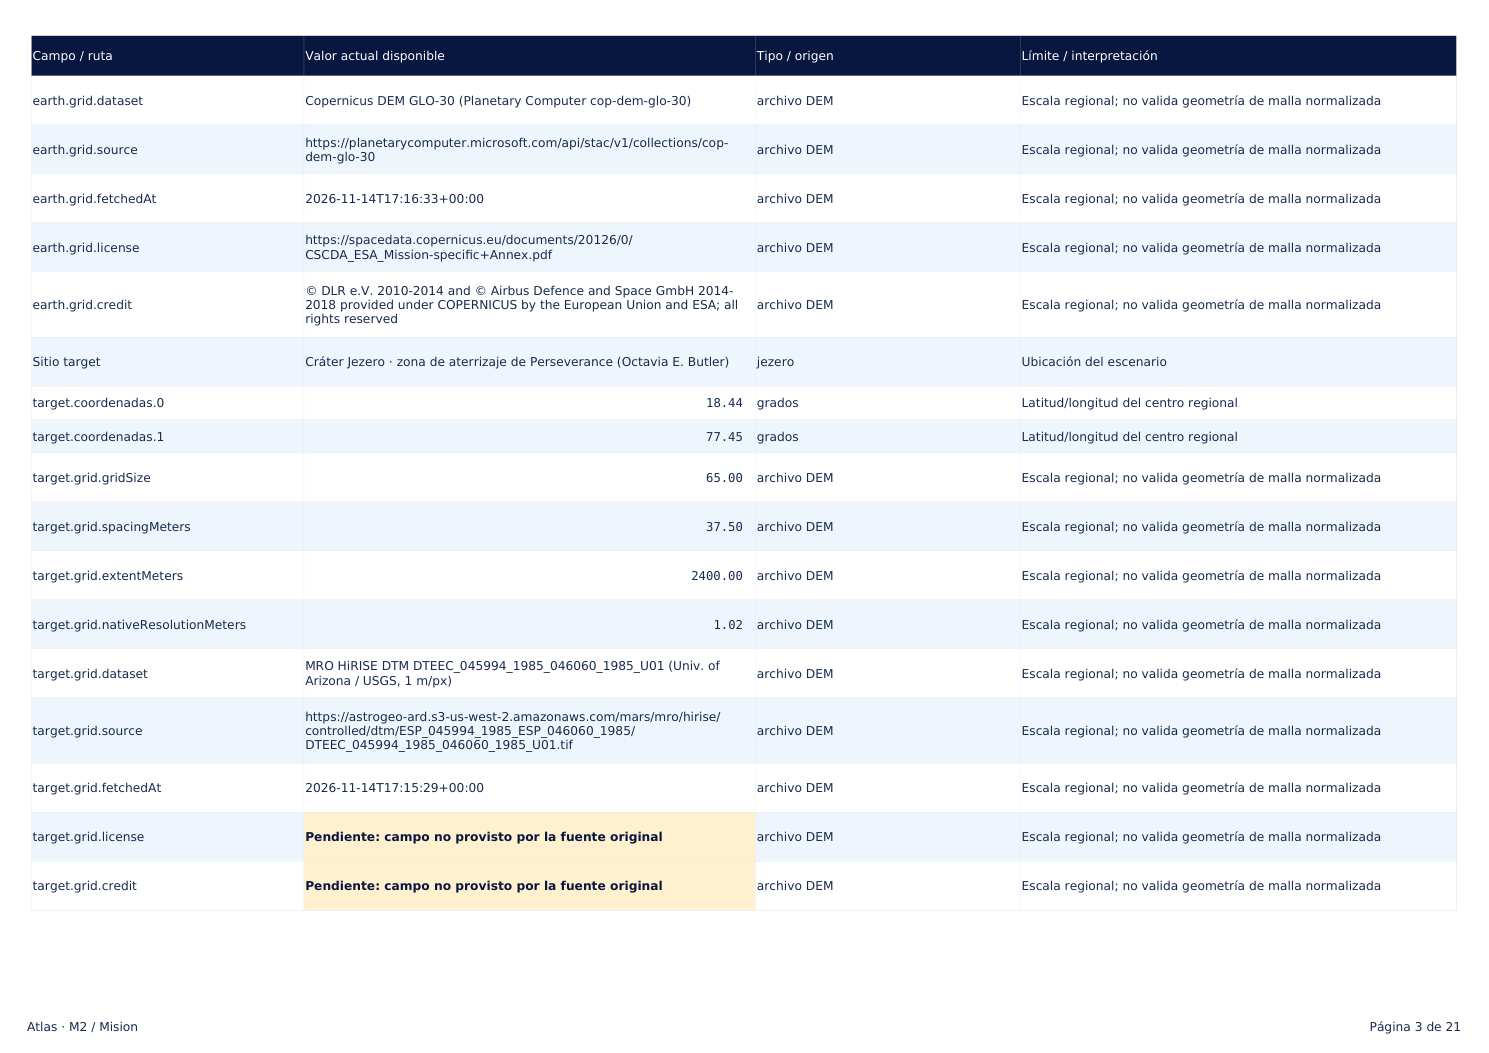 Campo / ruta Valor actual disponible Tipo / origen Límite / interpretación
earth.grid.dataset Copernicus DEM GLO-30 (Planetary Computer cop-dem-glo-30) archivo DEM Escala regional; no valida geometría de malla normalizada
earth.grid.source https://planetarycomputer.microsoft.com/api/stac/v1/collections/cop-
dem-glo-30 archivo DEM Escala regional; no valida geometría de malla normalizada
earth.grid.fetchedAt 2026-11-14T17:16:33+00:00 archivo DEM Escala regional; no valida geometría de malla normalizada
earth.grid.license https://spacedata.copernicus.eu/documents/20126/0/
CSCDA_ESA_Mission-specific+Annex.pdf archivo DEM Escala regional; no valida geometría de malla normalizada
earth.grid.credit © DLR e.V. 2010-2014 and © Airbus Defence and Space GmbH 2014-
2018 provided under COPERNICUS by the European Union and ESA; all
rights reserved archivo DEM Escala regional; no valida geometría de malla normalizada
Sitio target Cráter Jezero · zona de aterrizaje de Perseverance (Octavia E. Butler) jezero Ubicación del escenario
target.coordenadas.0 18.44 grados Latitud/longitud del centro regional
target.coordenadas.1 77.45 grados Latitud/longitud del centro regional
target.grid.gridSize 65.00 archivo DEM Escala regional; no valida geometría de malla normalizada
target.grid.spacingMeters 37.50 archivo DEM Escala regional; no valida geometría de malla normalizada
target.grid.extentMeters 2400.00 archivo DEM Escala regional; no valida geometría de malla normalizada
target.grid.nativeResolutionMeters 1.02 archivo DEM Escala regional; no valida geometría de malla normalizada
target.grid.dataset MRO HiRISE DTM DTEEC_045994_1985_046060_1985_U01 (Univ. of
Arizona / USGS, 1 m/px) archivo DEM Escala regional; no valida geometría de malla normalizada
target.grid.source https://astrogeo-ard.s3-us-west-2.amazonaws.com/mars/mro/hirise/
controlled/dtm/ESP_045994_1985_ESP_046060_1985/
DTEEC_045994_1985_046060_1985_U01.tif archivo DEM Escala regional; no valida geometría de malla normalizada
target.grid.fetchedAt 2026-11-14T17:15:29+00:00 archivo DEM Escala regional; no valida geometría de malla normalizada
target.grid.license Pendiente: campo no provisto por la fuente original archivo DEM Escala regional; no valida geometría de malla normalizada
target.grid.credit Pendiente: campo no provisto por la fuente original archivo DEM Escala regional; no valida geometría de malla normalizada
Atlas · M2 / Mision Página 3 de 21